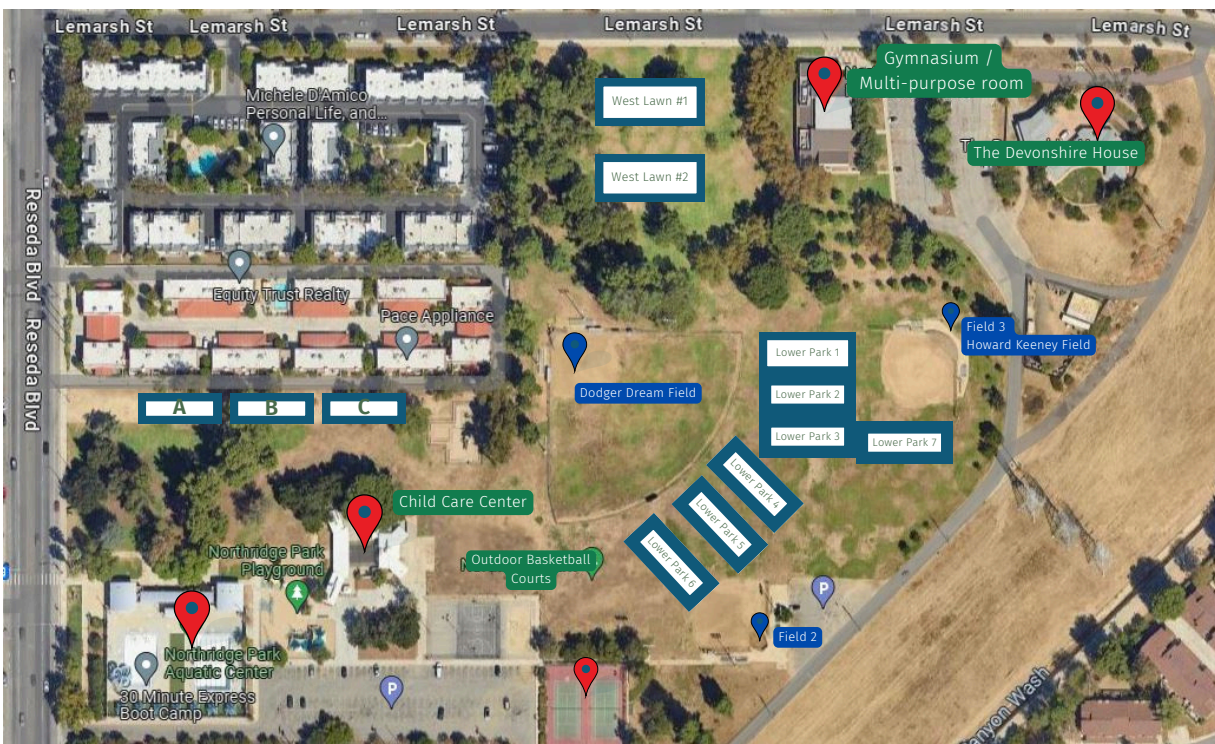 Lemarsh St
Lemarsh St
Lemarsh St
Lemarsh St
Lemarsh St
Lemarsh St
Gymnasium /
Multi-purpose room
West Lawn #1
Michele D'Amico
Personal Life, and...
The Devonshire House
West Lawn #2
Reseda Blvd
Reseda Blvd
Equity Trust Realty
Pace Appliance
Field 3
Howard Keeney Field
Lower Park 1
Dodger Dream Field
Lower Park 2
A
B
C
Lower Park 3
Lower Park 7
Lower Park 4
Child Care Center
Lower Park 5
Northridge Park
Playground
Outdoor Basketball
Courts
Lower Park 6
P
Field 2
Northridge Park
Aquatic Center
30 Minute Express
Boot Camp
P
anyon Wash